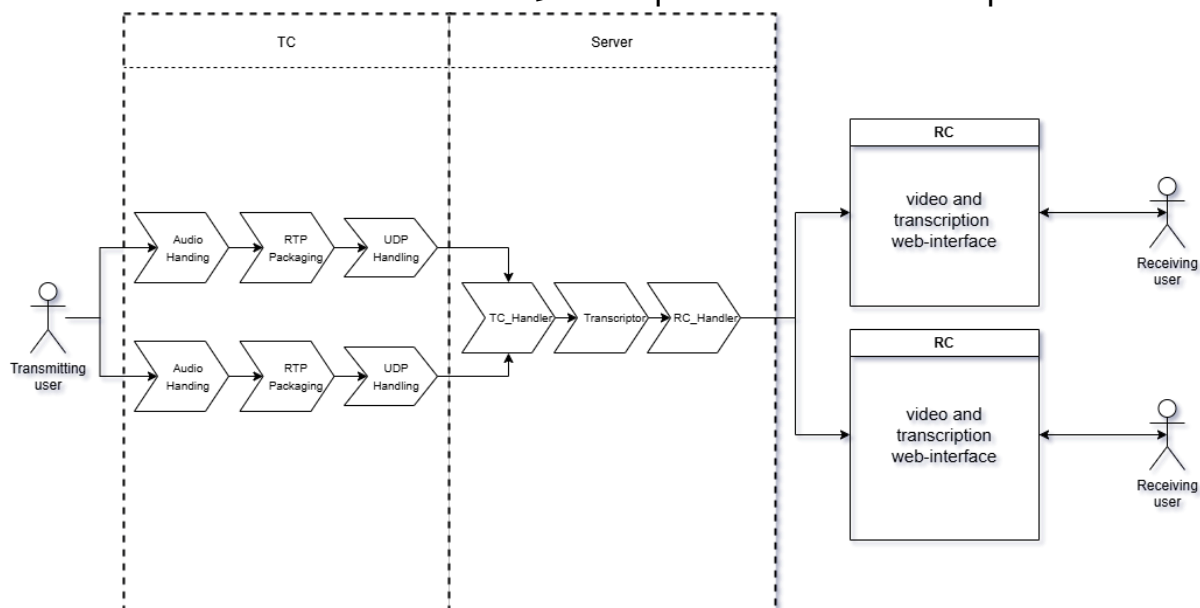 TC
Server
Audio
Handing
RTP
Packaging
UDP
Handling
TC_Handler
Transcriptor
RC_Handler
Audio
Handing
RTP
Packaging
UDP
Handling
Transmitting
user
RC
video and
transcription
web-interface
Receiving
user
RC
video and
transcription
web-interface
Receiving
user